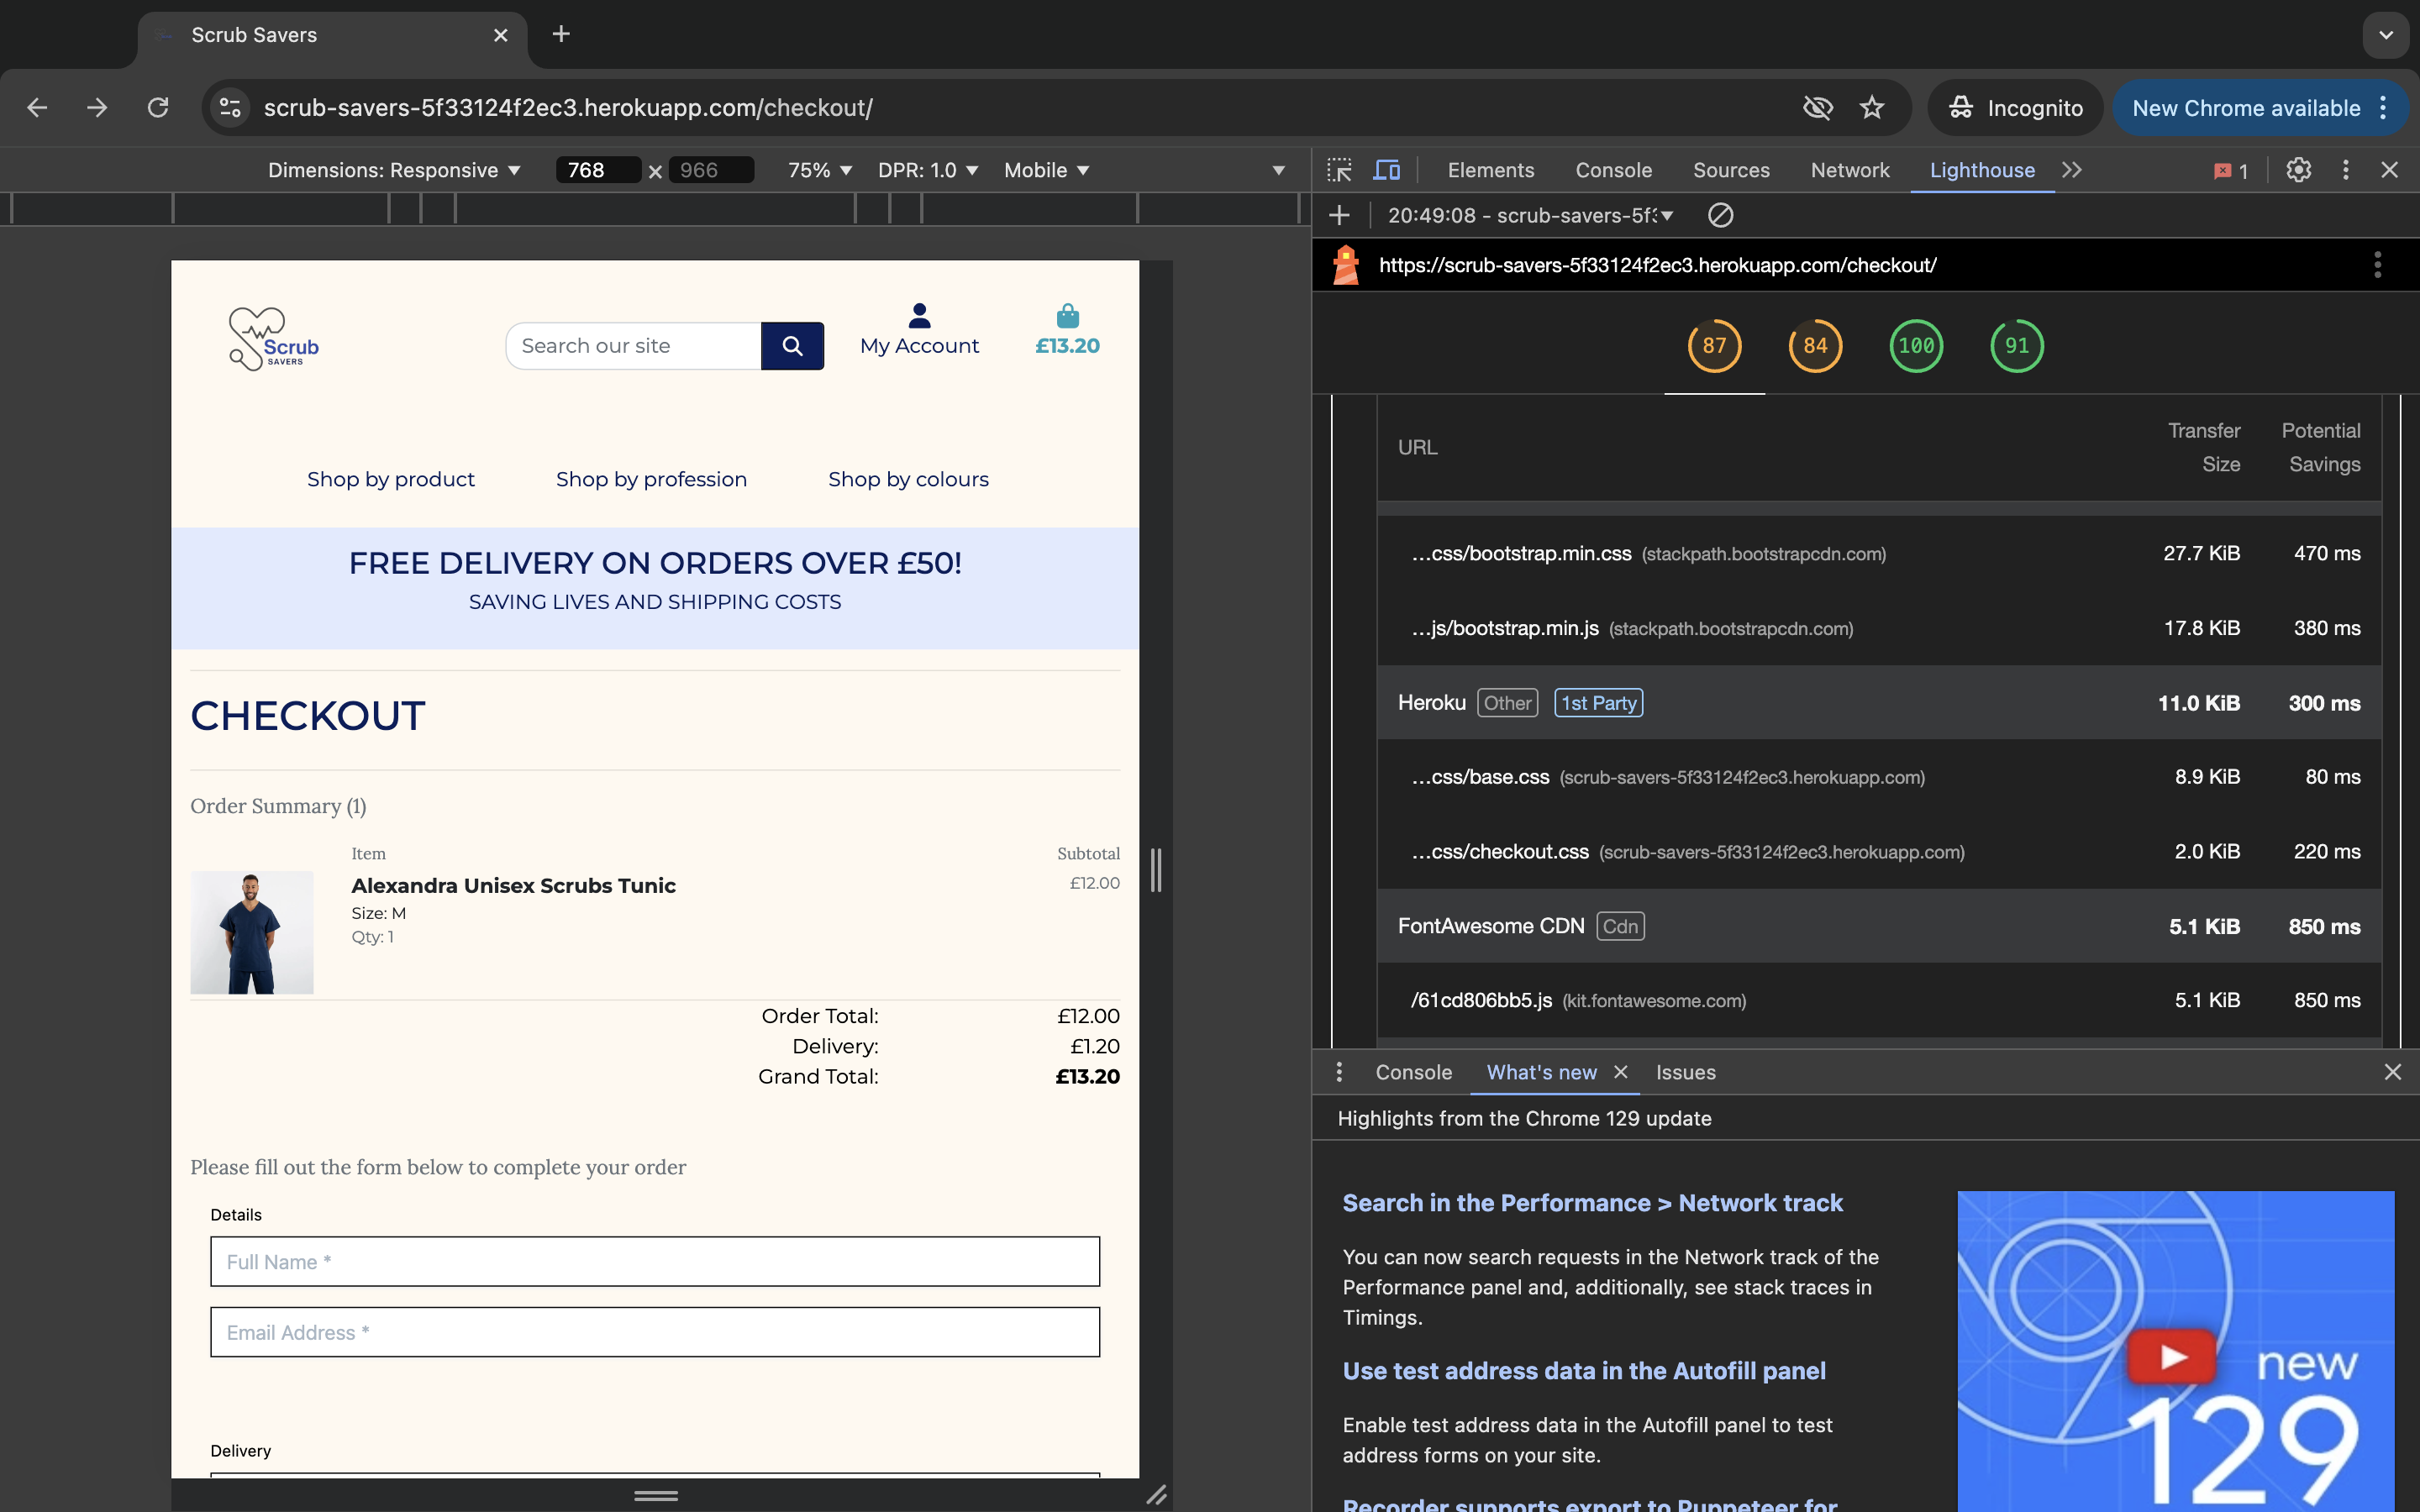 Scrub Savers
scrub-savers-5f33124f2ec3.herokuapp.com/checkout/
Incognito
New Chrome available
Dimensions: Responsive
768
x
966
75%
DPR: 1.0
Mobile
Elements
Console
Sources
Network
Lighthouse
1
20:49:08 - scrub-savers-5f3
https://scrub-savers-5f33124f2ec3.herokuapp.com/checkout/
87
84
100
91
Scrub
SAVERS
Search our site
My Account
£13.20
Shop by product
Shop by profession
Shop by colours
FREE DELIVERY ON ORDERS OVER £50!
SAVING LIVES AND SHIPPING COSTS
CHECKOUT
Order Summary (1)
Item
Subtotal
Alexandra Unisex Scrubs Tunic
£12.00
Size: M
Qty: 1
Order Total:
£12.00
Delivery:
£1.20
Grand Total:
£13.20
Please fill out the form below to complete your order
Details
Full Name *
Email Address *
Delivery
URL
Transfer Size
Potential Savings
...css/bootstrap.min.css (stackpath.bootstrapcdn.com) 27.7 KiB 470 ms
...js/bootstrap.min.js (stackpath.bootstrapcdn.com) 17.8 KiB 380 ms
Heroku Other 1st Party 11.0 KiB 300 ms
...css/base.css (scrub-savers-5f33124f2ec3.herokuapp.com) 8.9 KiB 80 ms
...css/checkout.css (scrub-savers-5f33124f2ec3.herokuapp.com) 2.0 KiB 220 ms
FontAwesome CDN Cdn 5.1 KiB 850 ms
/61cd806bb5.js (kit.fontawesome.com) 5.1 KiB 850 ms
Console
What's new
Issues
Highlights from the Chrome 129 update
Search in the Performance > Network track
You can now search requests in the Network track of the
Performance panel and, additionally, see stack traces in
Timings.
Use test address data in the Autofill panel
Enable test address data in the Autofill panel to test
address forms on your site.
Recorder supports export to Puppeteer for
new
129